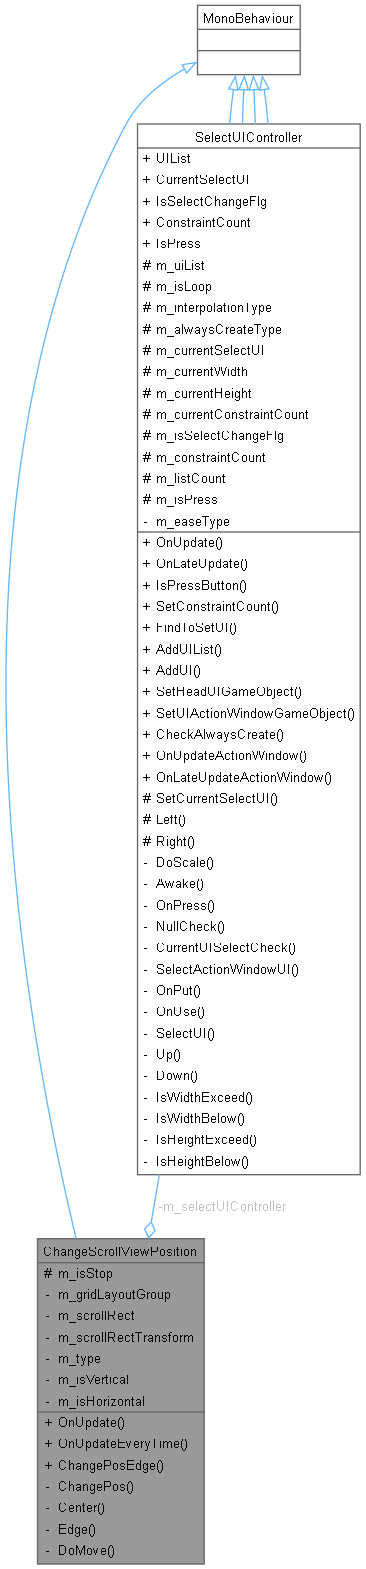 MonoBehaviour
SelectUIController
+ UIList
+ CurrentSelectUI
+ IsSelectChangeFlg
+ ConstraintCount
+ IsPress
# m_uiList
# m_isLoop
# m_interpolationType
# m_alwaysCreateType
# m_currentSelectUI
# m_currentWidth
# m_currentHeight
# m_currentConstraintCount
# m_isSelectChangeFlg
# m_constraintCount
# m_listCount
# m_isPress
- m_easeType
+ OnUpdate()
+ OnLateUpdate()
+ IsPressButton()
+ SetConstraintCount()
+ FindToSetUI()
+ AddUIList()
+ AddUI()
+ SetHeadUIGameObject()
+ SetUIActionWindowGameObject()
+ CheckAlwaysCreate()
+ OnUpdateActionWindow()
+ OnLateUpdateActionWindow()
# SetCurrentSelectUI()
# Left()
# Right()
- DoScale()
- Awake()
- OnPress()
- NullCheck()
- CurrentUISelectCheck()
- SelectActionWindowUI()
- OnPut()
- OnUse()
- SelectUI()
- Up()
- Down()
- IsWidthExceed()
- IsWidthBelow()
- IsHeightExceed()
- IsHeightBelow()
-m_selectUIController
ChangeScrollViewPosition
# m_isStop
- m_gridLayoutGroup
- m_scrollRect
- m_scrollRectTransform
- m_type
- m_isVertical
- m_isHorizontal
+ OnUpdate()
+ OnUpdateEveryTime()
+ ChangePosEdge()
- ChangePos()
- Center()
- Edge()
- DoMove()